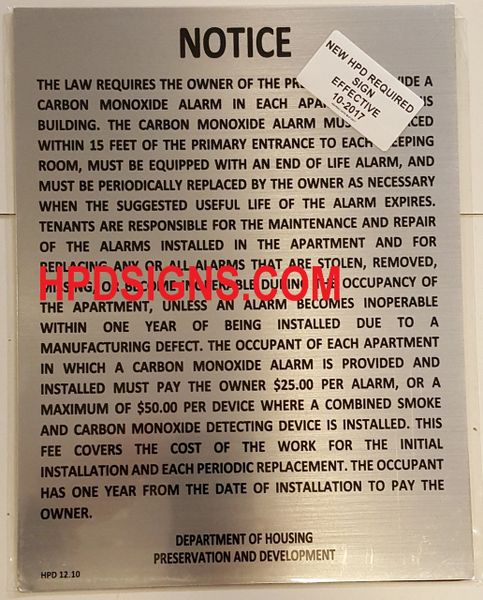 NOTICE
NEW HPD REQUIRED
SIGN
EFFECTIVE
10-2017
THE LAW REQUIRES THE OWNER OF THE A
CARBON MONOXIDE ALARM IN EACH
BUILDING. THE CARBON MONOXIDE ALARM
WITHIN 15 FEET OF THE PRIMARY ENTRANCE TO EACH
ROOM, MUST BE EQUIPPED WITH AN END OF LIFE ALARM, AND
MUST BE PERIODICALLY REPLACED BY THE OWNER AS NECESSARY
WHEN THE SUGGESTED USEFUL LIFE OF THE ALARM EXPIRES.
TENANTS ARE RESPONSIBLE FOR THE MAINTENANCE AND REPAIR
OF THE ALARMS INSTALLED IN THE APARTMENT AND FOR
REPLACING ANY OR ALL ALARMS THAT ARE STOLEN, REMOVED,
HPDSIGNS.COM
MISSING, OR BECOME DURING THE OCCUPANCY OF
THE APARTMENT, UNLESS AN ALARM BECOMES INOPERABLE
WITHIN ONE YEAR OF BEING INSTALLED DUE TO A
MANUFACTURING DEFECT. THE OCCUPANT OF EACH APARTMENT
IN WHICH A CARBON MONOXIDE ALARM IS PROVIDED AND
INSTALLED MUST PAY THE OWNER $25.00 PER ALARM, OR A
MAXIMUM OF $50.00 PER DEVICE WHERE A COMBINED SMOKE
AND CARBON MONOXIDE DETECTING DEVICE IS INSTALLED. THIS
FEE COVERS THE COST OF THE WORK FOR THE INITIAL
INSTALLATION AND EACH PERIODIC REPLACEMENT. THE OCCUPANT
HAS ONE YEAR FROM THE DATE OF INSTALLATION TO PAY THE
OWNER.
DEPARTMENT OF HOUSING
PRESERVATION AND DEVELOPMENT
HPD 12.10